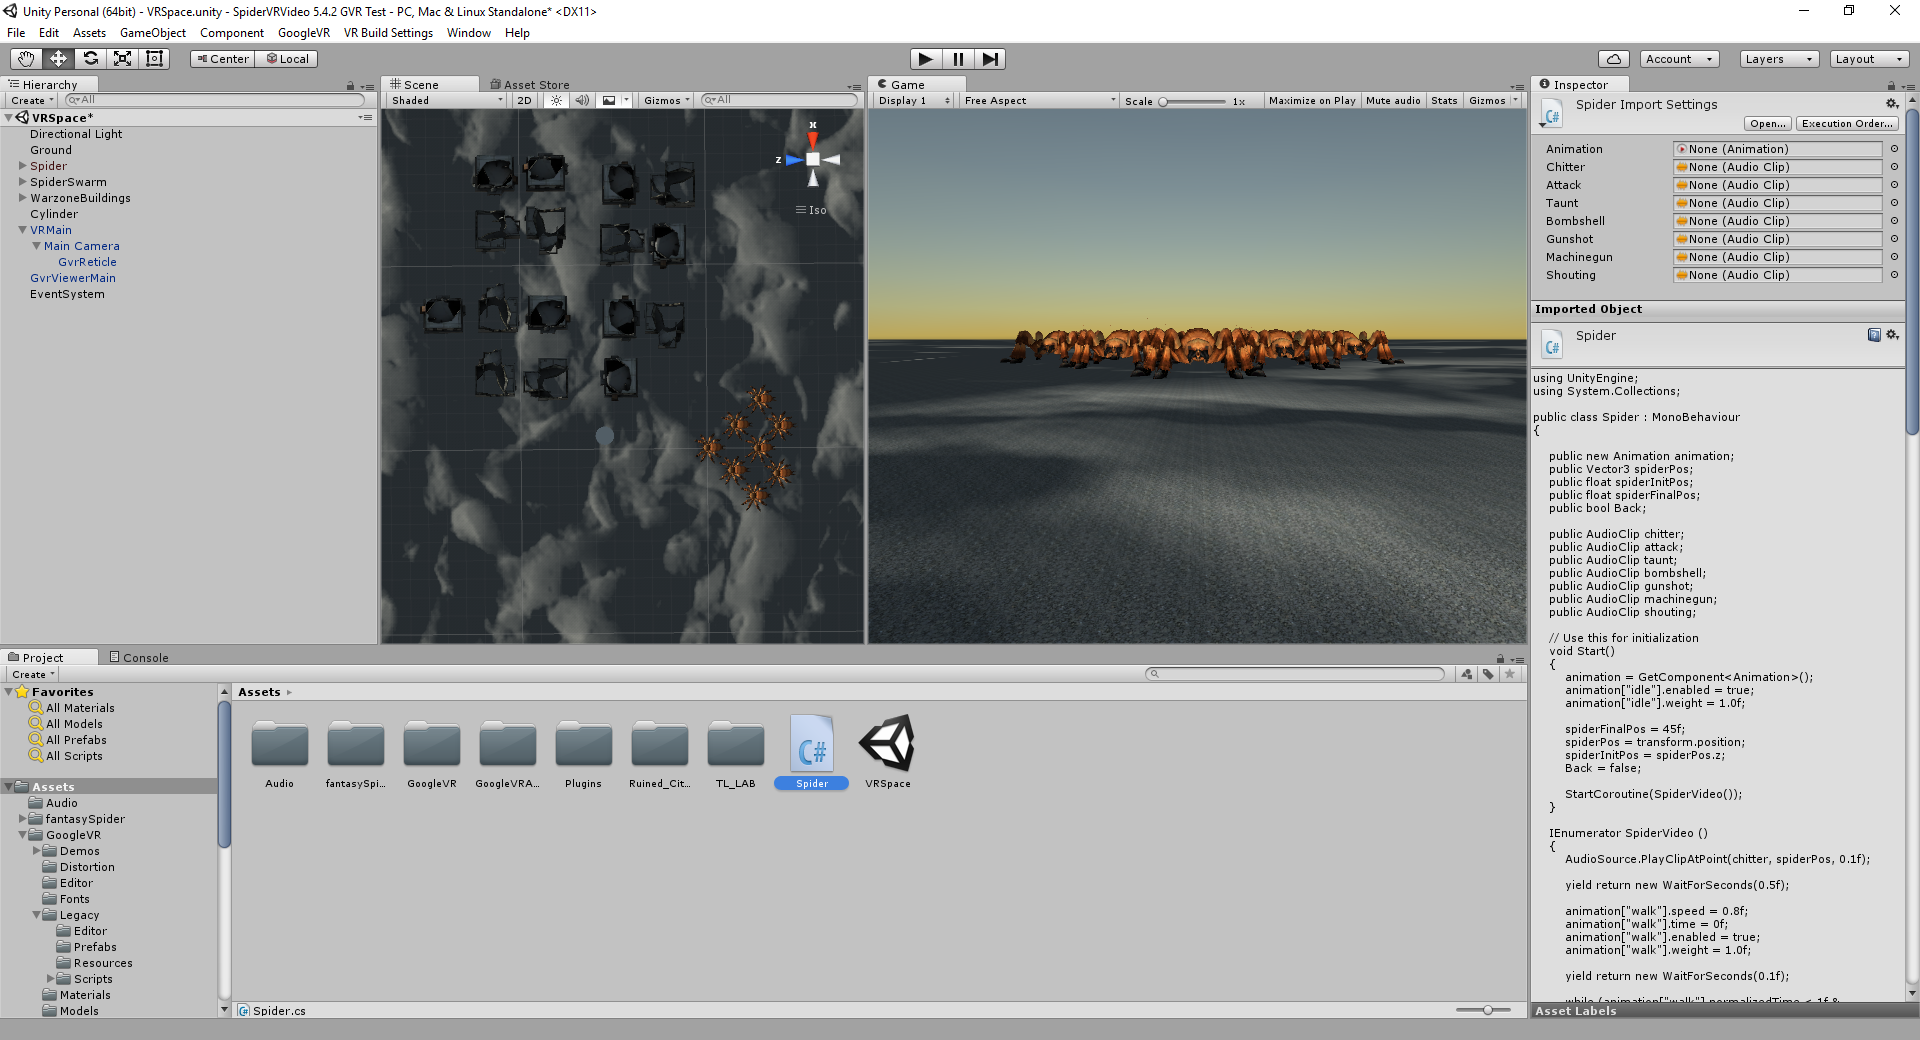 Unity Personal (64bit) - VRSpace.unity - SpiderVRVideo 5.4.2 GVR Test - PC, Mac & Linux Standalone* <DX11>
File Edit Assets GameObject Component GoogleVR VR Build Settings Window Help
Center Local
Account Layers Layout
Hierarchy
Create All
VRSpace*
Directional Light
Ground
Spider
SpiderSwarm
WarzoneBuildings
Cylinder
VRMain
Main Camera
GvrReticle
GvrViewerMain
EventSystem
Scene Asset Store
Shaded 2D Gizmos All
x
z
Iso
Game
Display 1 Free Aspect Scale 1x Maximize on Play Mute audio Stats Gizmos
Inspector
C#
Spider Import Settings
Open... Execution Order...
Animation None (Animation)
Chitter None (Audio Clip)
Attack None (Audio Clip)
Taunt None (Audio Clip)
Bombshell None (Audio Clip)
Gunshot None (Audio Clip)
Machinegun None (Audio Clip)
Shouting None (Audio Clip)
Imported Object
C#
Spider
using UnityEngine;
using System.Collections;
public class Spider : MonoBehaviour
{
public new Animation animation;
public Vector3 spiderPos;
public float spiderInitPos;
public float spiderFinalPos;
public bool Back;
public AudioClip chitter;
public AudioClip attack;
public AudioClip taunt;
public AudioClip bombshell;
public AudioClip gunshot;
public AudioClip machinegun;
public AudioClip shouting;
// Use this for initialization
void Start()
{
animation = GetComponent<Animation>();
animation["idle"].enabled = true;
animation["idle"].weight = 1.0f;
spiderFinalPos = 45f;
spiderPos = transform.position;
spiderInitPos = spiderPos.z;
Back = false;
StartCoroutine(SpiderVideo());
}
IEnumerator SpiderVideo ()
{
AudioSource.PlayClipAtPoint(chitter, spiderPos, 0.1f);
yield return new WaitForSeconds(0.5f);
animation["walk"].speed = 0.8f;
animation["walk"].time = 0f;
animation["walk"].enabled = true;
animation["walk"].weight = 1.0f;
yield return new WaitForSeconds(0.1f);
while (animation["walk"].normalizedTime < 1f &
Asset Labels
Project Console
Create
Favorites
All Materials
All Models
All Prefabs
All Scripts
Assets
Audio
fantasySpider
GoogleVR
Demos
Distortion
Editor
Fonts
Legacy
Editor
Prefabs
Resources
Scripts
Materials
Models
Assets
C#
Audio fantasySpi... GoogleVR GoogleVRA... Plugins Ruined_Cit... TL_LAB Spider VRSpace
Spider.cs